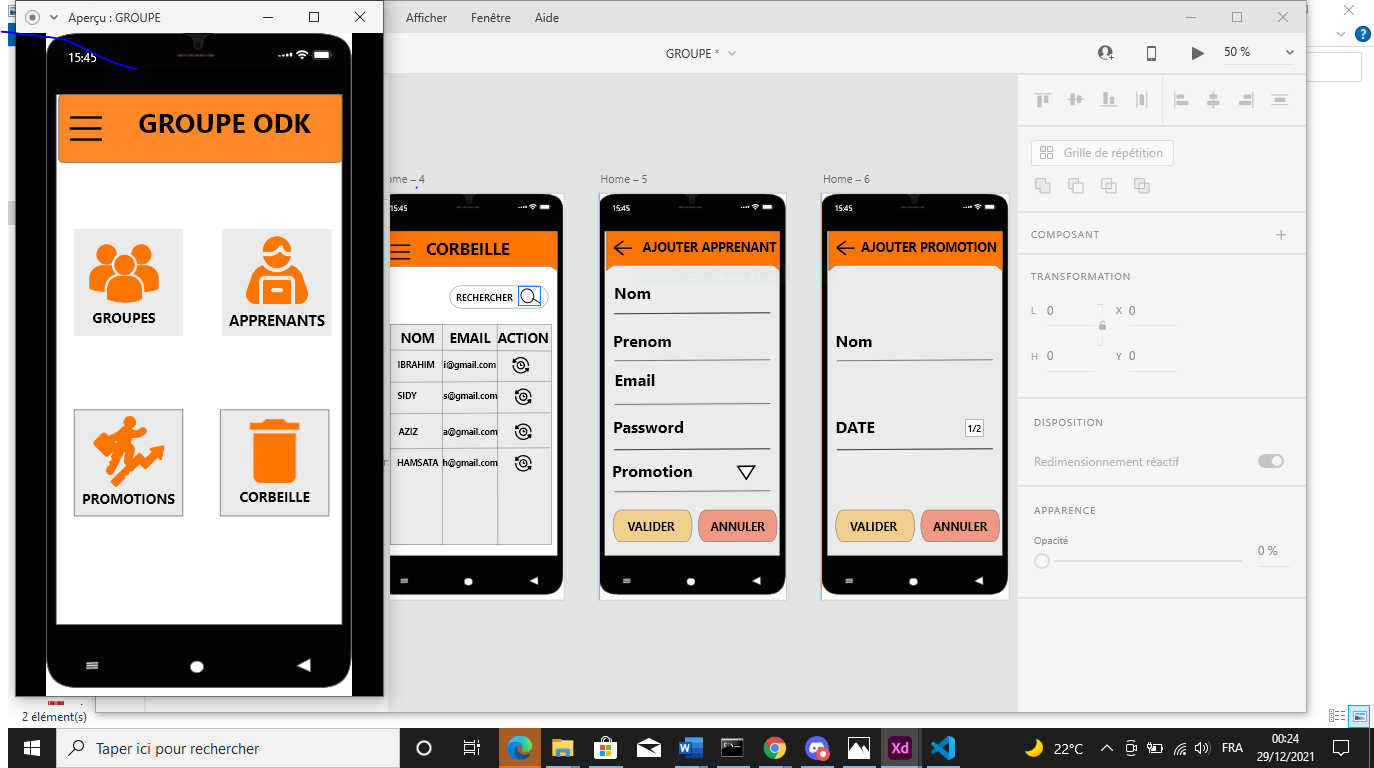 Aperçu : GROUPE
Afficher Fenêtre Aide
GROUPE *
50 %
15:45
GROUPE ODK
GROUPES
APPRENANTS
PROMOTIONS
CORBEILLE
ome – 4
15:45
CORBEILLE
RECHERCHER
NOM EMAIL ACTION
IBRAHIM i@gmail.com
SIDY s@gmail.com
AZIZ a@gmail.com
HAMSATA h@gmail.com
Home – 5
15:45
AJOUTER APPRENANT
Nom
Prenom
Email
Password
Promotion
VALIDER ANNULER
Home – 6
15:45
AJOUTER PROMOTION
Nom
DATE 1/2
VALIDER ANNULER
Grille de répétition
COMPOSANT
TRANSFORMATION
L 0 X 0
H 0 Y 0
DISPOSITION
Redimensionnement réactif
APPARENCE
Opacité
0 %
2 élément(s)
Taper ici pour rechercher
Xd
22°C
FRA
00:24
29/12/2021